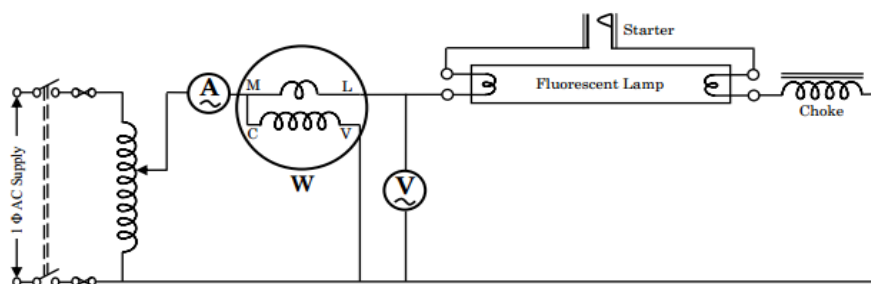 Starter
Fluorescent Lamp
Choke
A
M L
C V
W
V
1 Φ AC Supply